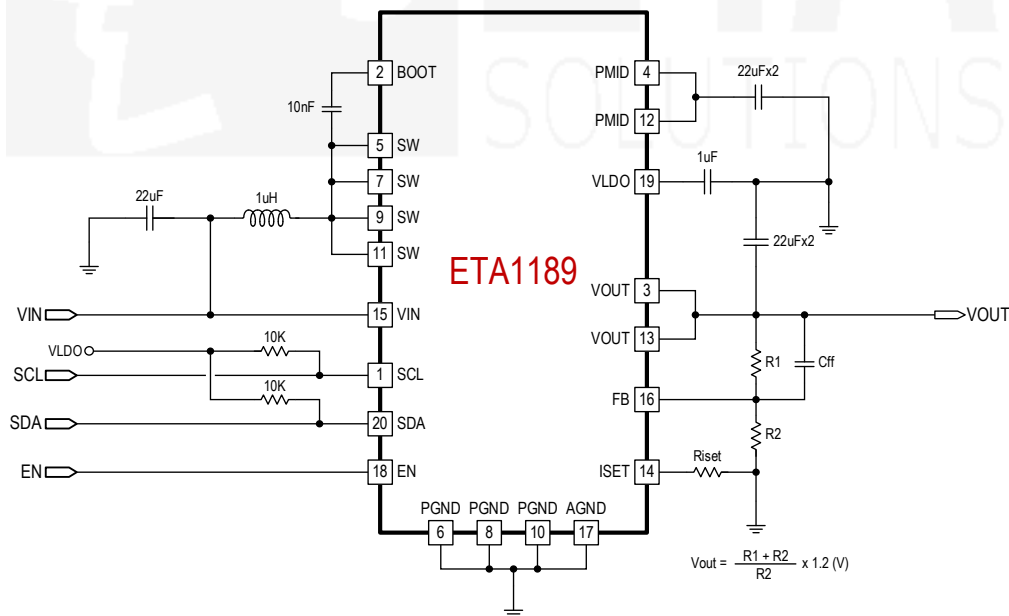 SOLUTIONS
2 BOOT
10nF
5 SW
7 SW
9 SW
11 SW
22uF
1uH
VIN
15 VIN
VLDO
10K
SCL
1 SCL
10K
SDA
20 SDA
EN
18 EN
ETA1189
PMID 4
22uFx2
PMID 12
1uF
VLDO 19
22uFx2
VOUT 3
VOUT
VOUT 13
R1
Cff
FB 16
R2
Riset
ISET 14
PGND PGND PGND AGND
6 8 10 17
Vout = R1 + R2 / R2 x 1.2 (V)